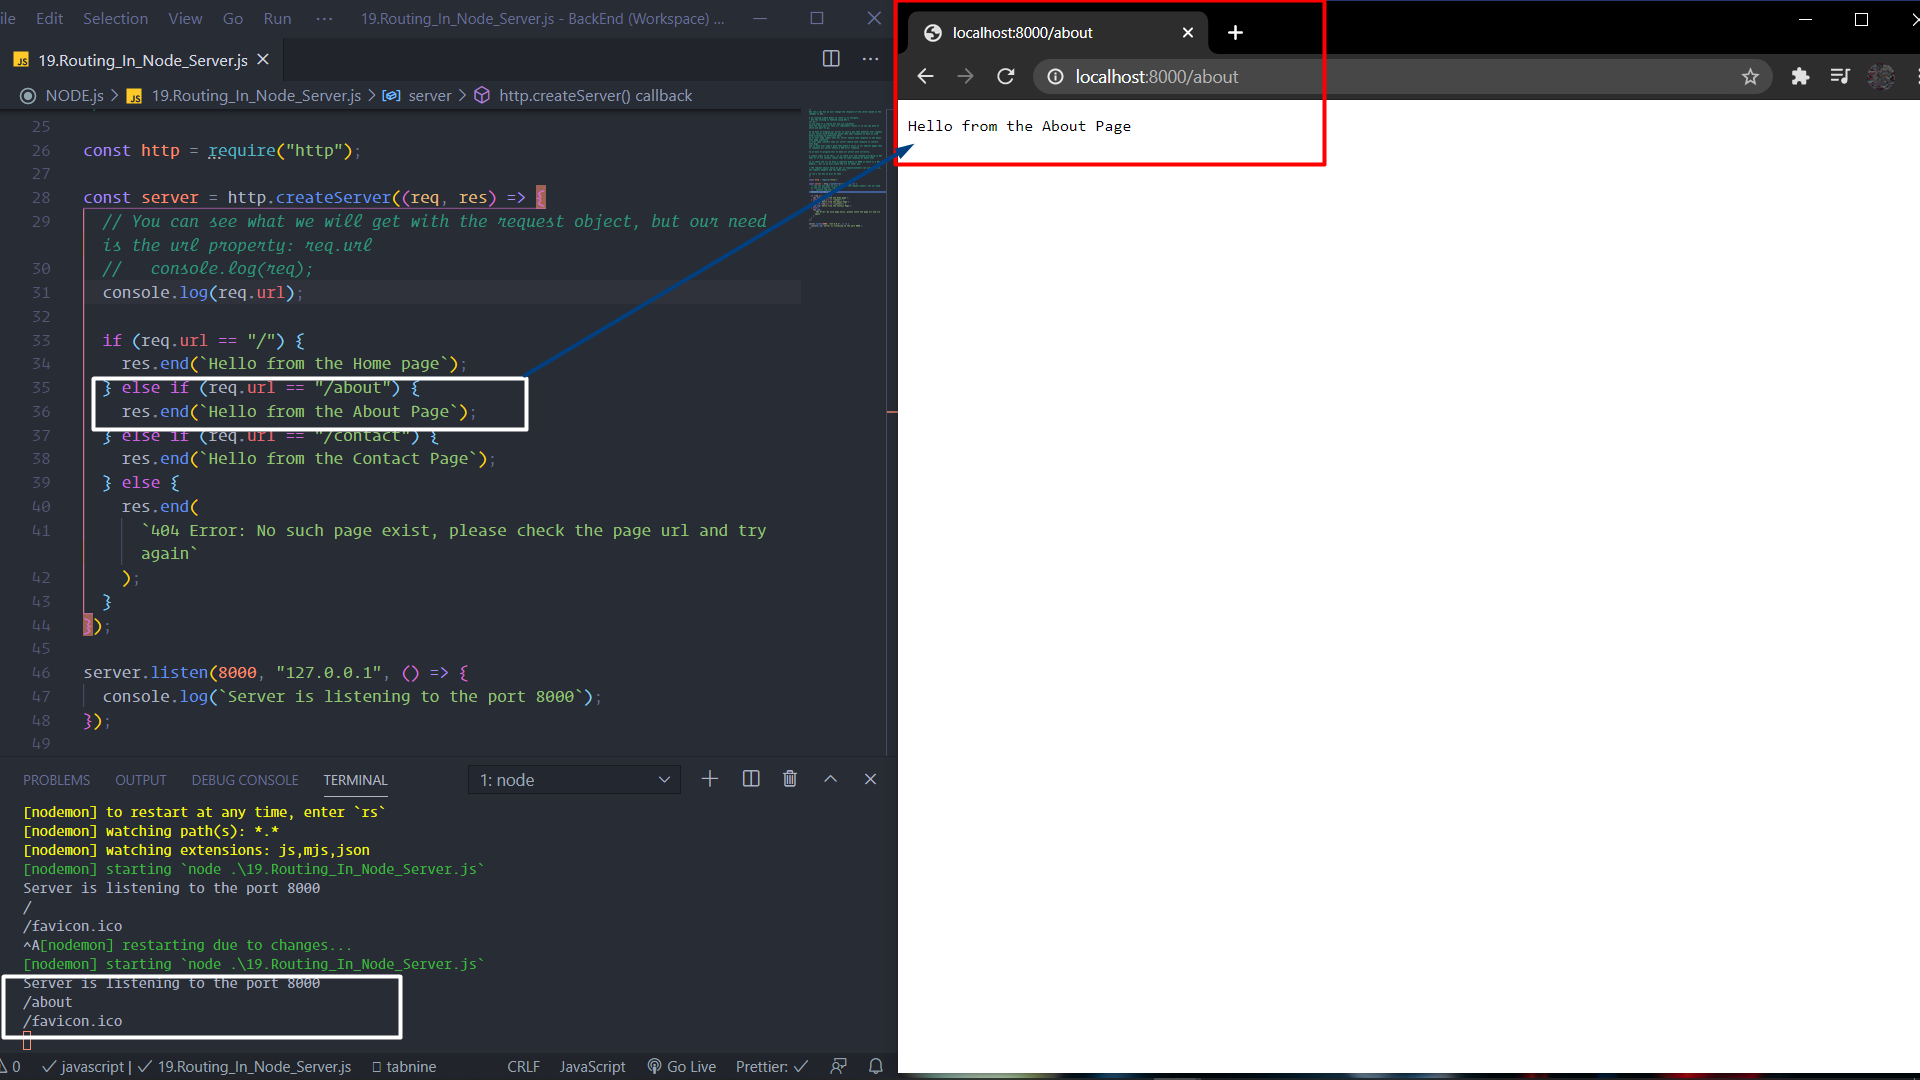 ile Edit Selection View Go Run ··· 19.Routing_In_Node_Server.js - BackEnd (Workspace) ...
JS 19.Routing_In_Node_Server.js
NODE.js > JS 19.Routing_In_Node_Server.js > server > http.createServer() callback
25
26 const http = require("http");
27
28 const server = http.createServer((req, res) => {
29 // You can see what we will get with the request object, but our need
is the url property: req.url
30 //   console.log(req);
31 console.log(req.url);
32
33 if (req.url == "/") {
34 res.end(`Hello from the Home page`);
35 } else if (req.url == "/about") {
36 res.end(`Hello from the About Page`);
37 } else if (req.url == "/contact") {
38 res.end(`Hello from the Contact Page`);
39 } else {
40 res.end(
41 `404 Error: No such page exist, please check the page url and try
again`
42 );
43 }
44 });
45
46 server.listen(8000, "127.0.0.1", () => {
47 console.log(`Server is listening to the port 8000`);
48 });
49
PROBLEMS OUTPUT DEBUG CONSOLE TERMINAL 1: node
[nodemon] to restart at any time, enter `rs`
[nodemon] watching path(s): *.*
[nodemon] watching extensions: js,mjs,json
[nodemon] starting `node .\19.Routing_In_Node_Server.js`
Server is listening to the port 8000
/
/favicon.ico
^A[nodemon] restarting due to changes...
[nodemon] starting `node .\19.Routing_In_Node_Server.js`
Server is listening to the port 8000
/about
/favicon.ico
0 javascript | 19.Routing_In_Node_Server.js tabnine CRLF JavaScript Go Live Prettier: ✓
localhost:8000/about
localhost:8000/about
Hello from the About Page